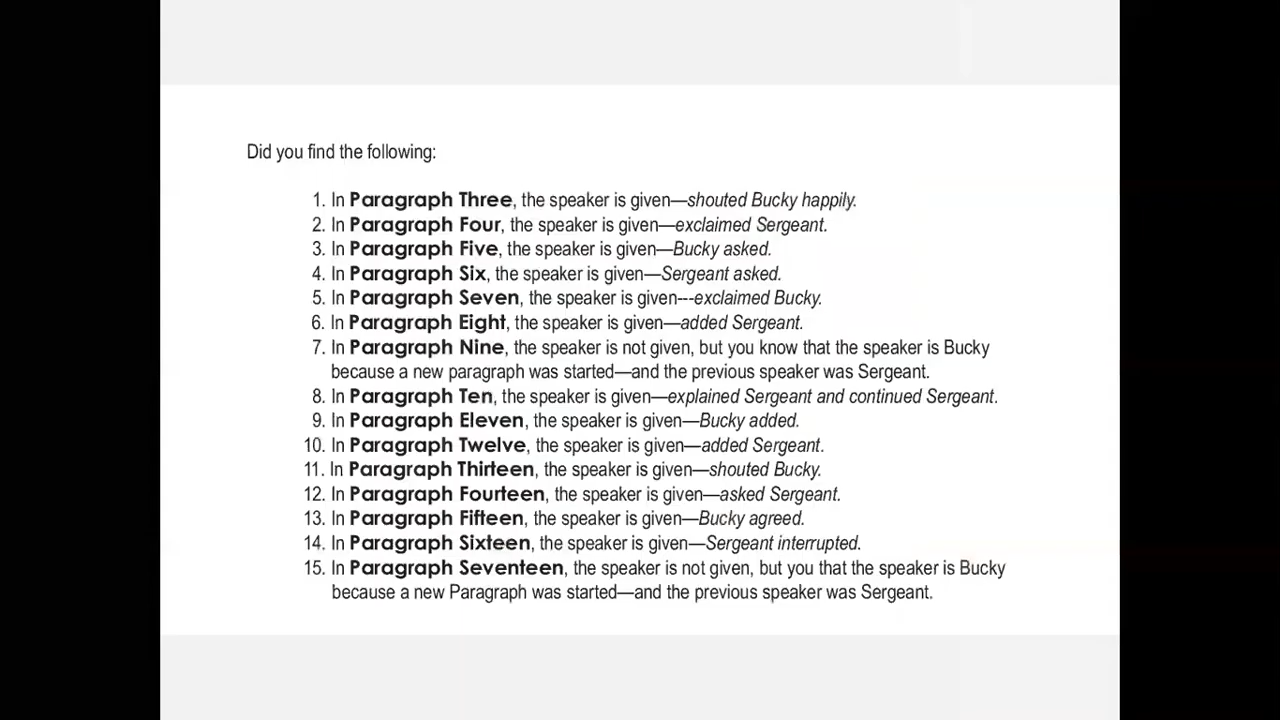 Did you find the following:
1. In Paragraph Three, the speaker is given—shouted Bucky happily.
2. In Paragraph Four, the speaker is given—exclaimed Sergeant.
3. In Paragraph Five, the speaker is given—Bucky asked.
4. In Paragraph Six, the speaker is given—Sergeant asked.
5. In Paragraph Seven, the speaker is given---exclaimed Bucky.
6. In Paragraph Eight, the speaker is given—added Sergeant.
7. In Paragraph Nine, the speaker is not given, but you know that the speaker is Bucky
because a new paragraph was started—and the previous speaker was Sergeant.
8. In Paragraph Ten, the speaker is given—explained Sergeant and continued Sergeant.
9. In Paragraph Eleven, the speaker is given—Bucky added.
10. In Paragraph Twelve, the speaker is given—added Sergeant.
11. In Paragraph Thirteen, the speaker is given—shouted Bucky.
12. In Paragraph Fourteen, the speaker is given—asked Sergeant.
13. In Paragraph Fifteen, the speaker is given—Bucky agreed.
14. In Paragraph Sixteen, the speaker is given—Sergeant interrupted.
15. In Paragraph Seventeen, the speaker is not given, but you that the speaker is Bucky
because a new Paragraph was started—and the previous speaker was Sergeant.